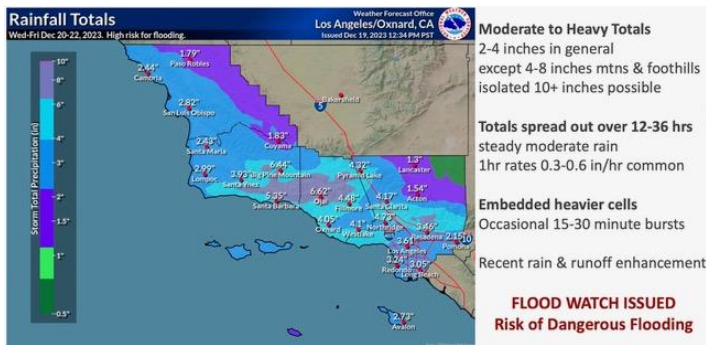 Rainfall Totals
Wed-Fri Dec 20-22, 2023. High risk for flooding.
Weather Forecast Office
Los Angeles/Oxnard, CA
Issued Dec 19, 2023 12:34 PM PST
Storm Total Precipitation (in)
10"
8"
6"
4"
3"
2"
1.5"
1"
0.5"
1.79"
Paso Robles
2.44"
Cambria
2.82"
San Luis Obispo
Bakersfield
5
2.43"
Santa Maria
1.83"
Cuyama
2.99"
Lompoc
3.93"
Santa Ynez
6.44"
Big Pine Mountain
4.32"
Pyramid Lake
1.3"
Lancaster
5.35"
Santa Barbara
6.62"
Ojai
4.48"
Fillmore
4.17"
Santa Clarita
1.54"
Acton
4.05"
Oxnard
4.1"
Westlake
4.23"
Northridge
3.46"
Pasadena
2.15"
Pomona
10
3.61"
Los Angeles
3.24"
Redondo
3.05"
Long Beach
2.73"
Avalon
Moderate to Heavy Totals
2-4 inches in general
except 4-8 inches mtns & foothills
isolated 10+ inches possible
Totals spread out over 12-36 hrs
steady moderate rain
1hr rates 0.3-0.6 in/hr common
Embedded heavier cells
Occasional 15-30 minute bursts
Recent rain & runoff enhancement
FLOOD WATCH ISSUED
Risk of Dangerous Flooding